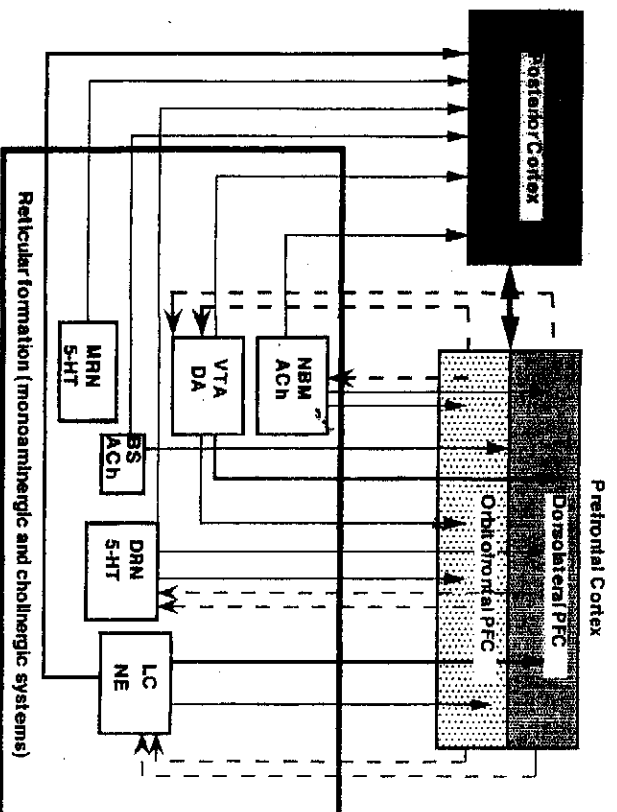 Prefrontal Cortex
Posterior Cortex
Dorsolateral PFC
Orbitofrontal PFC
NBM
ACh
VTA
DA
MRN
5-HT
BS
ACh
DRN
5-HT
LC
NE
Reticular formation (monoaminergic and cholinergic systems)